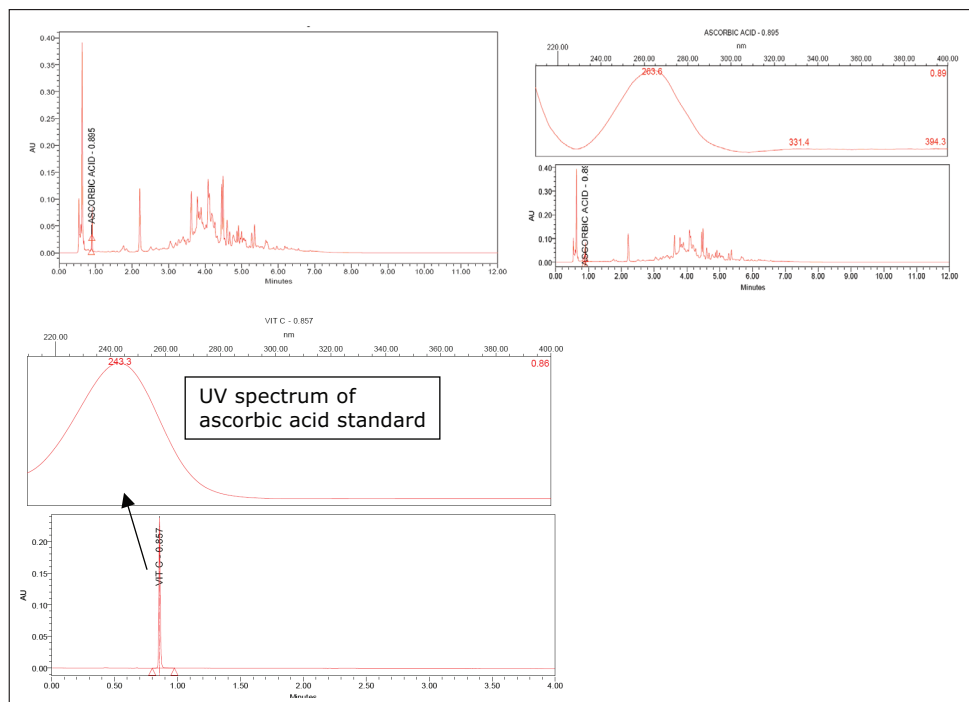 0.40
0.35
0.30
0.25
0.20
0.15
0.10
0.05
0.00
AU
ASCORBIC ACID - 0.895
0.00 1.00 2.00 3.00 4.00 5.00 6.00 7.00 8.00 9.00 10.00 11.00 12.00
Minutes
ASCORBIC ACID - 0.895
nm
220.00 240.00 260.00 280.00 300.00 320.00 340.00 360.00 380.00 400.00
263.6 0.89
331.4 394.3
0.40
0.30
0.20
0.10
0.00
AU
ASCORBIC ACID - 0.89
0.00 1.00 2.00 3.00 4.00 5.00 6.00 7.00 8.00 9.00 10.00 11.00 12.00
Minutes
VIT C - 0.857
nm
220.00 240.00 260.00 280.00 300.00 320.00 340.00 360.00 380.00 400.00
243.3 0.86
UV spectrum of
ascorbic acid standard
0.20
0.15
0.10
0.05
0.00
AU
VIT C - 0.857
0.00 0.50 1.00 1.50 2.00 2.50 3.00 3.50 4.00
Minutes